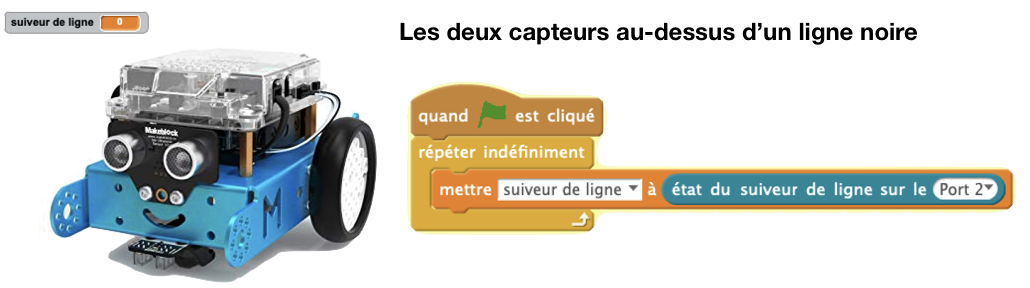 suiveur de ligne 0
Les deux capteurs au-dessus d'un ligne noire
Makeblock
quand est cliqué
répéter indéfiniment
mettre suiveur de ligne à état du suiveur de ligne sur le Port 2